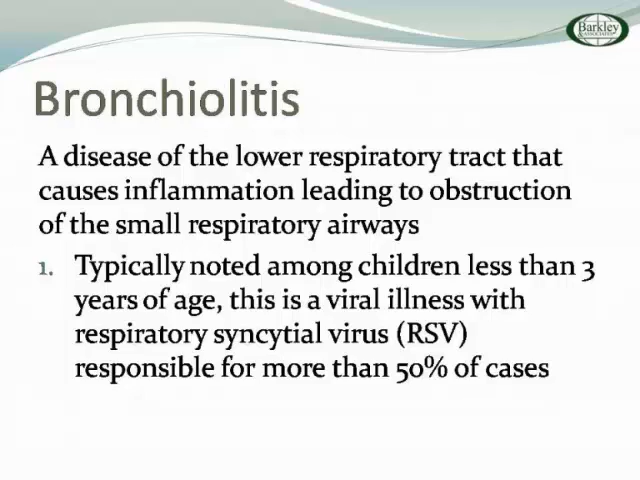 Barkley
& ASSOCIATES
Bronchiolitis
A disease of the lower respiratory tract that
causes inflammation leading to obstruction
of the small respiratory airways
1. Typically noted among children less than 3
years of age, this is a viral illness with
respiratory syncytial virus (RSV)
responsible for more than 50% of cases